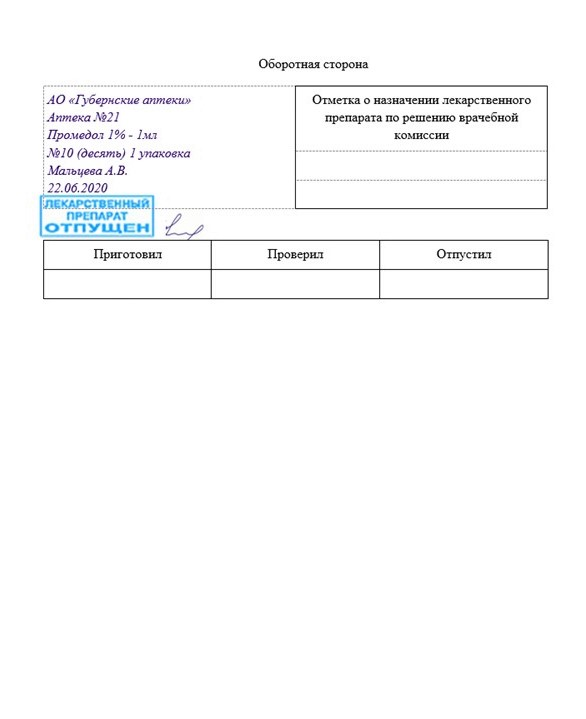 Оборотная сторона
АО «Губернские аптеки»
Аптека №21
Промедол 1% - 1мл
№10 (десять) 1 упаковка
Мальцева А.В.
22.06.2020
ЛЕКАРСТВЕННЫЙ
ПРЕПАРАТ
ОТПУЩЕН
Отметка о назначении лекарственного
препарата по решению врачебной
комиссии
Приготовил
Проверил
Отпустил